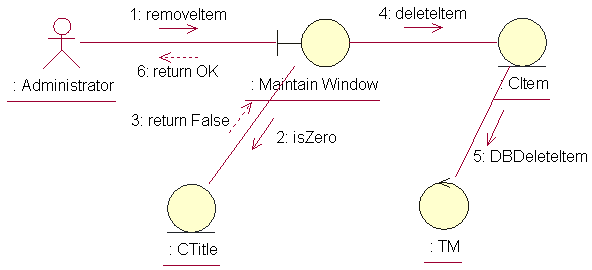 1: removeItem
4: deleteItem
6: return OK
: Administrator
: Maintain Window
: CItem
3: return False
2: isZero
5: DBDeleteItem
: CTitle
: TM